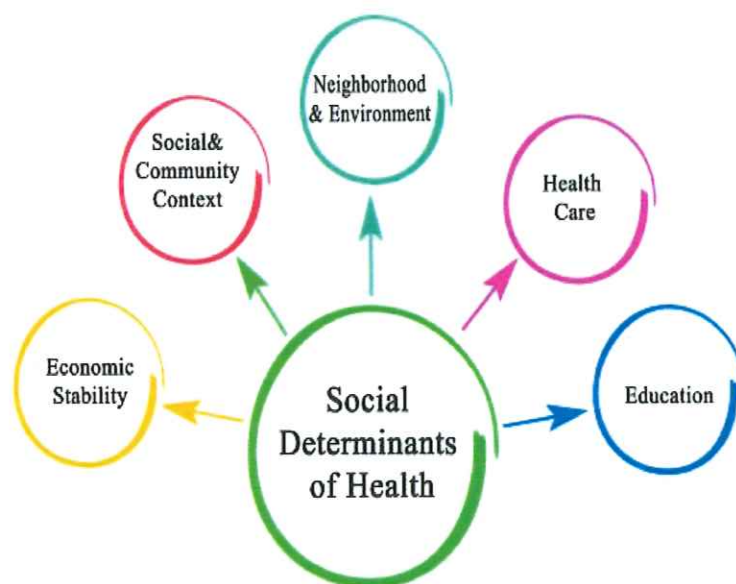 Neighborhood
& Environment
Social&
Community
Context
Health
Care
Economic
Stability
Education
Social
Determinants
of Health